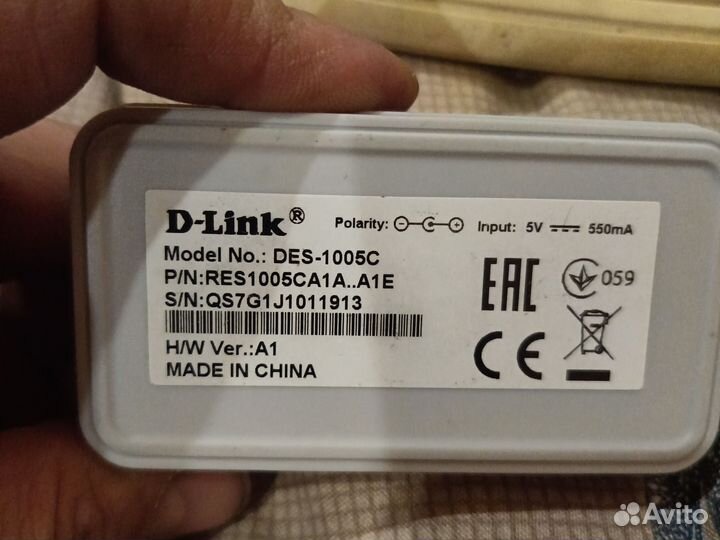 D-Link®
Polarity: Input: 5V 550mA
Model No.: DES-1005C
P/N:RES1005CA1A..A1E
S/N:QS7G1J1011913
H/W Ver.:A1
MADE IN CHINA
EAC
059
CE
Avito